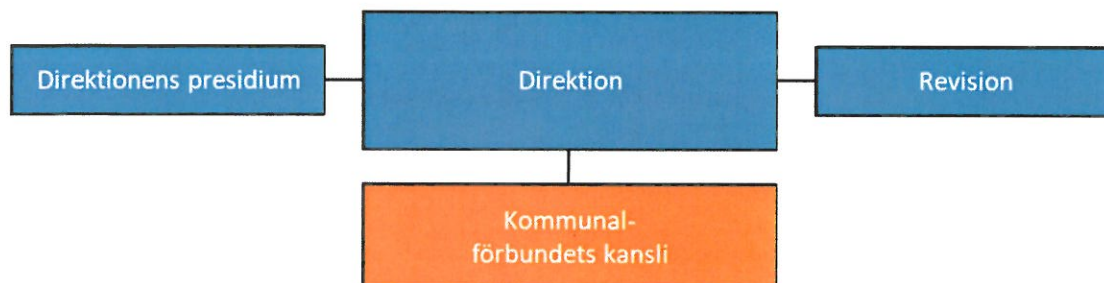 Direktionens presidium
Direktion
Revision
Kommunal-
förbundets kansli